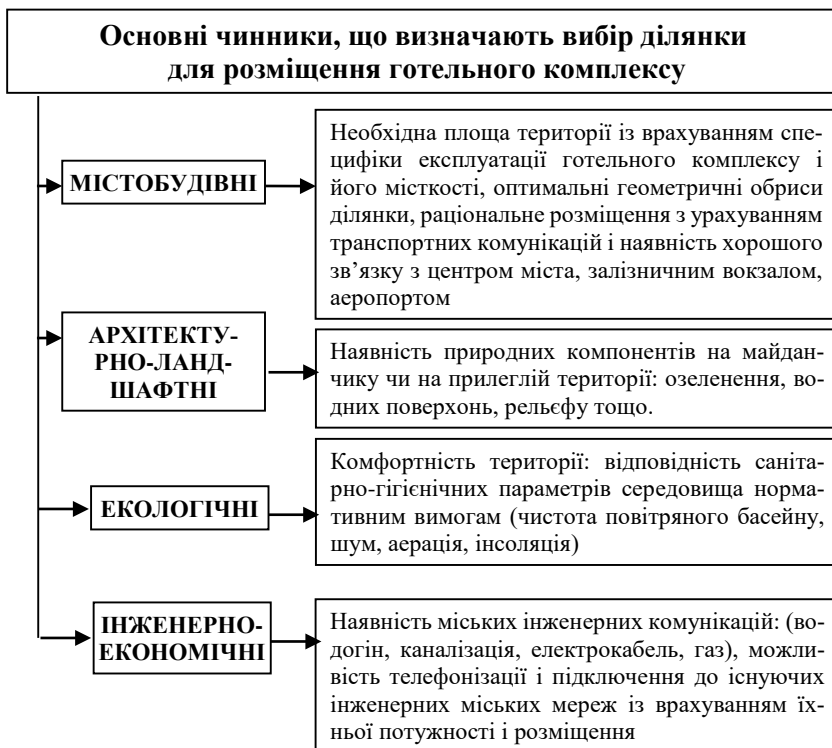 Основні чинники, що визначають вибір ділянки
для розміщення готельного комплексу
МІСТОБУДІВНІ
Необхідна площа території із врахуванням спе-
цифіки експлуатації готельного комплексу і
його місткості, оптимальні геометричні обриси
ділянки, раціональне розміщення з урахуванням
транспортних комунікацій і наявність хорошого
зв’язку з центром міста, залізничним вокзалом,
аеропортом
АРХІТЕКТУ-
РНО-ЛАНД-
ШАФТНІ
Наявність природних компонентів на майдан-
чику чи на прилеглій території: озеленення, во-
дних поверхонь, рельєфу тощо.
ЕКОЛОГІЧНІ
Комфортність території: відповідність саніта-
рно-гігієнічних параметрів середовища норма-
тивним вимогам (чистота повітряного басейну,
шум, аерація, інсоляція)
ІНЖЕНЕРНО-
ЕКОНОМІЧНІ
Наявність міських інженерних комунікацій: (во-
догін, каналізація, електрокабель, газ), можли-
вість телефонізації і підключення до існуючих
інженерних міських мереж із врахуванням їх-
ньої потужності і розміщення